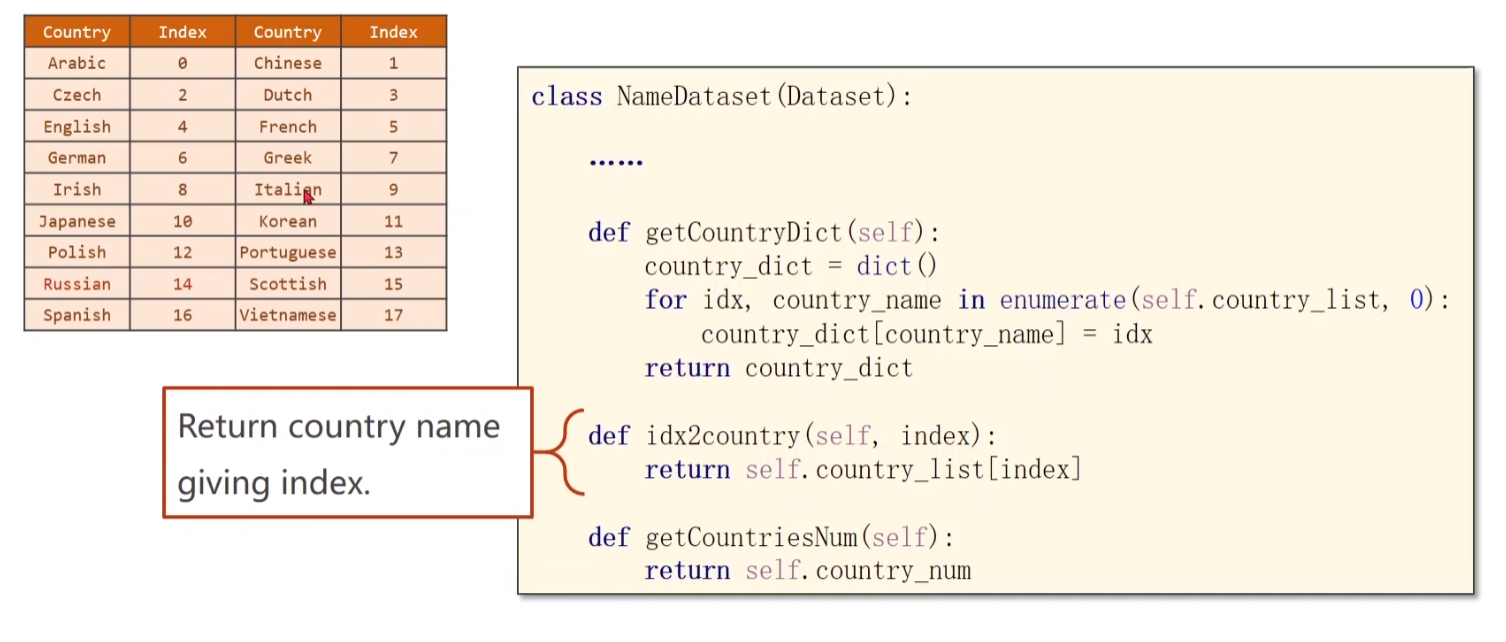 Country Index Country Index
Arabic 0 Chinese 1
Czech 2 Dutch 3
English 4 French 5
German 6 Greek 7
Irish 8 Italian 9
Japanese 10 Korean 11
Polish 12 Portuguese 13
Russian 14 Scottish 15
Spanish 16 Vietnamese 17
class NameDataset(Dataset):
......
def getCountryDict(self):
country_dict = dict()
for idx, country_name in enumerate(self.country_list, 0):
country_dict[country_name] = idx
return country_dict
Return country name
giving index.
def idx2country(self, index):
return self.country_list[index]
def getCountriesNum(self):
return self.country_num